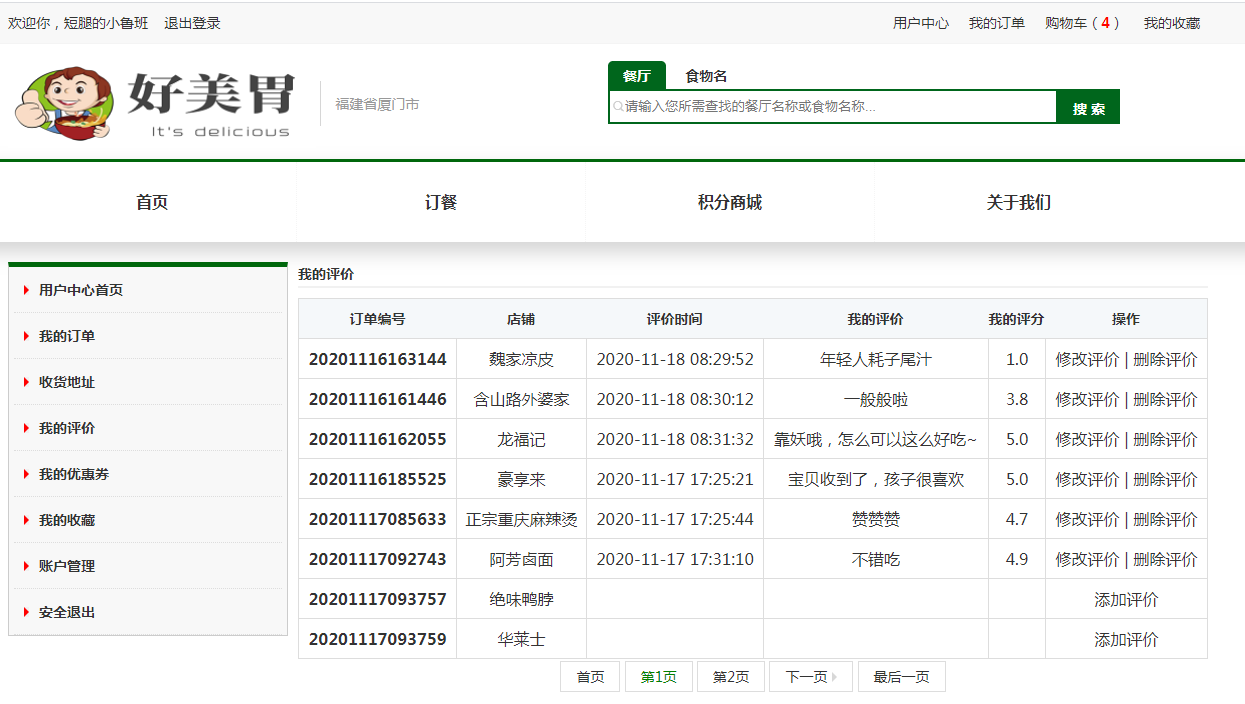 欢迎你，短腿的小鲁班 退出登录 用户中心 我的订单 购物车（4） 我的收藏
好美胃
It's delicious
福建省厦门市
餐厅 食物名
请输入您所需查找的餐厅名称或食物名称... 搜 索
首页 订餐 积分商城 关于我们
用户中心首页
我的订单
收货地址
我的评价
我的优惠券
我的收藏
账户管理
安全退出
我的评价
订单编号 店铺 评价时间 我的评价 我的评分 操作
20201116163144 魏家凉皮 2020-11-18 08:29:52 年轻人耗子尾汁 1.0 修改评价 | 删除评价
20201116161446 含山路外婆家 2020-11-18 08:30:12 一般般啦 3.8 修改评价 | 删除评价
20201116162055 龙福记 2020-11-18 08:31:32 靠妖哦，怎么可以这么好吃~ 5.0 修改评价 | 删除评价
20201116185525 豪享来 2020-11-17 17:25:21 宝贝收到了，孩子很喜欢 5.0 修改评价 | 删除评价
20201117085633 正宗重庆麻辣烫 2020-11-17 17:25:44 赞赞赞 4.7 修改评价 | 删除评价
20201117092743 阿芳卤面 2020-11-17 17:31:10 不错吃 4.9 修改评价 | 删除评价
20201117093757 绝味鸭脖 添加评价
20201117093759 华莱士 添加评价
首页 第1页 第2页 下一页 最后一页